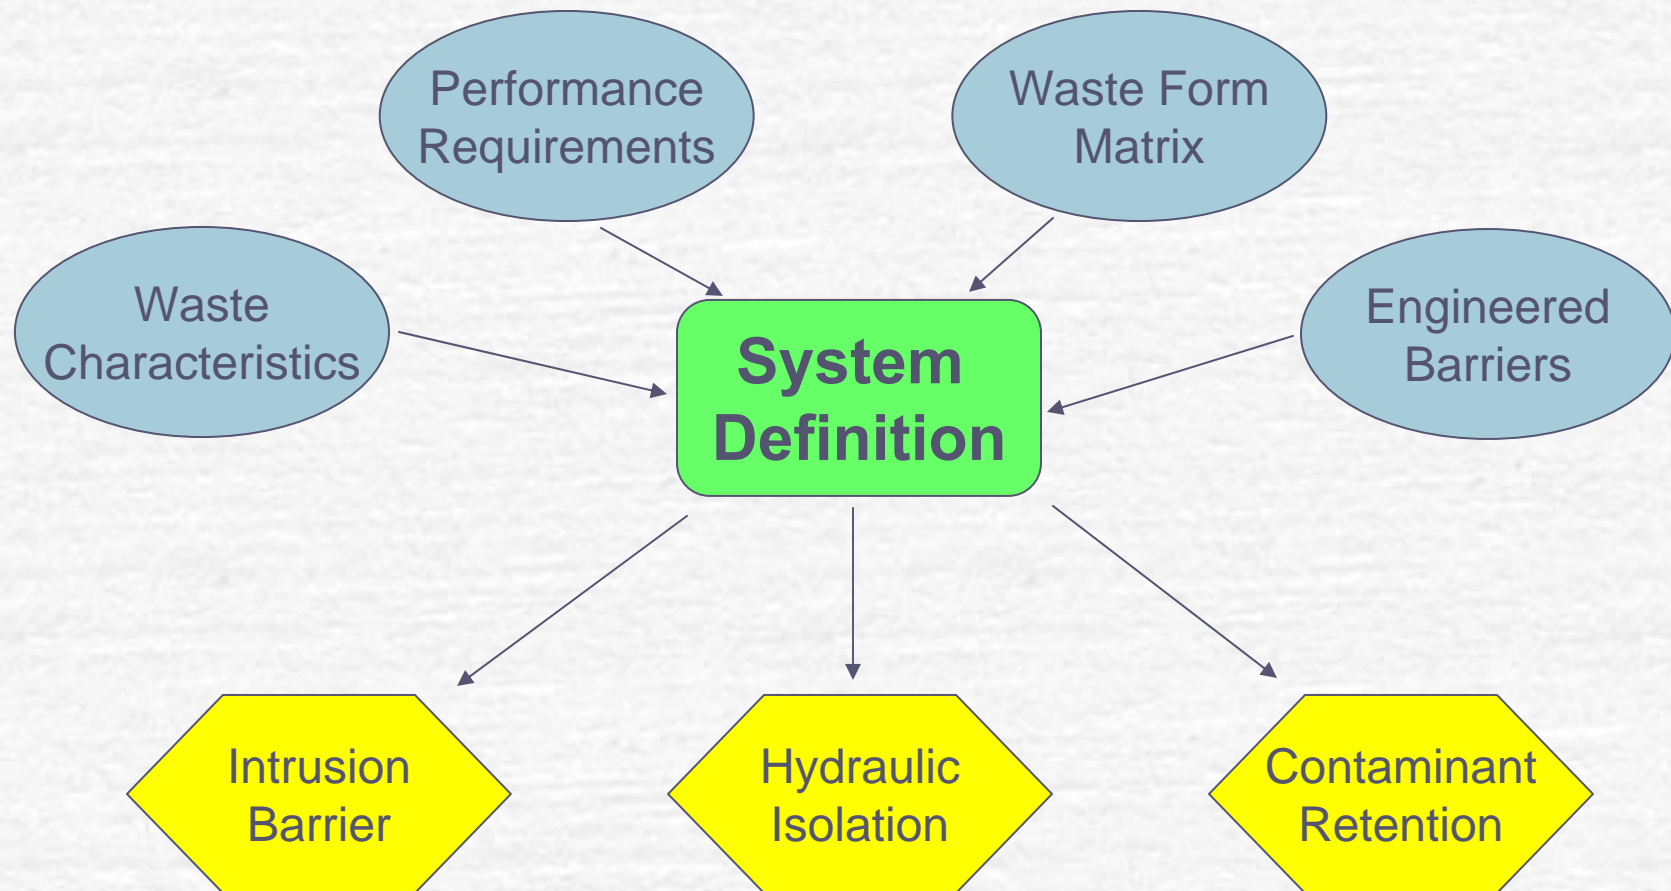 Performance
Requirements
Waste Form
Matrix
Waste
Characteristics
Engineered
Barriers
System
Definition
Intrusion
Barrier
Hydraulic
Isolation
Contaminant
Retention